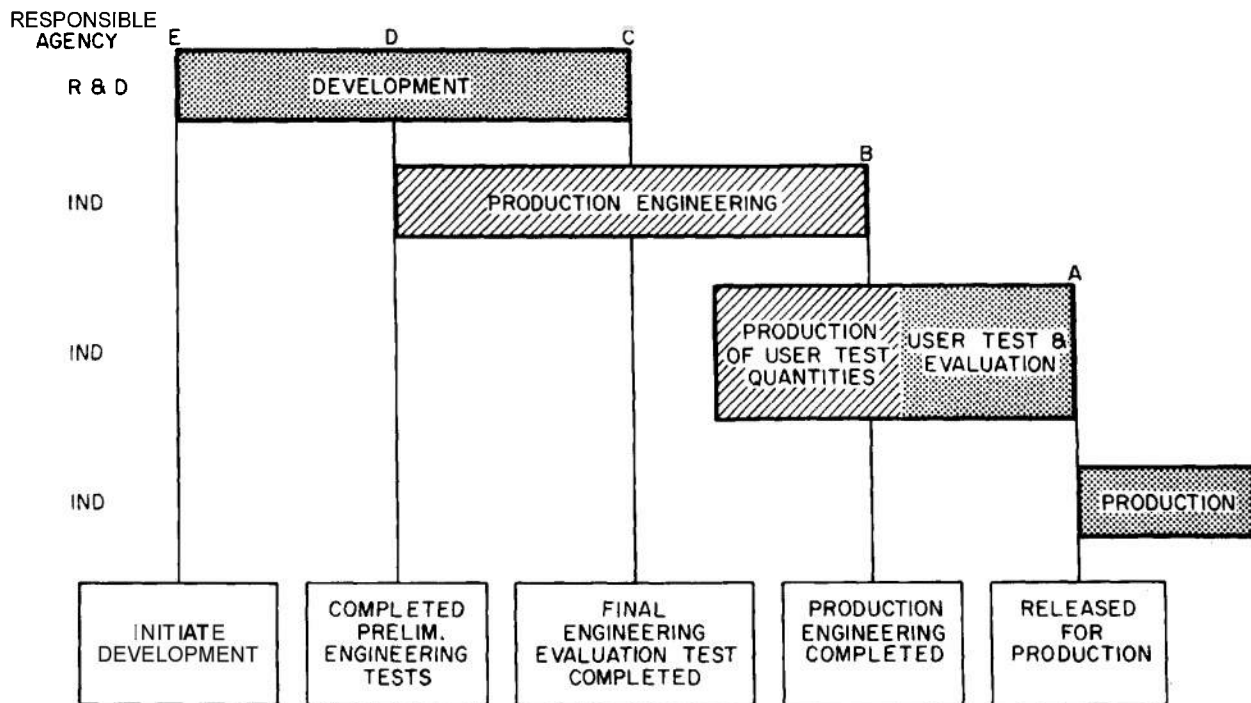 RESPONSIBLE
AGENCY
E
D
C
R & D
DEVELOPMENT
B
IND
PRODUCTION ENGINEERING
A
IND
PRODUCTION
OF USER TEST
QUANTITIES
USER TEST &
EVALUATION
IND
PRODUCTION
INITIATE
DEVELOPMENT
COMPLETED
PRELIM.
ENGINEERING
TESTS
FINAL
ENGINEERING
EVALUATION TEST
COMPLETED
PRODUCTION
ENGINEERING
COMPLETED
RELEASED
FOR
PRODUCTION